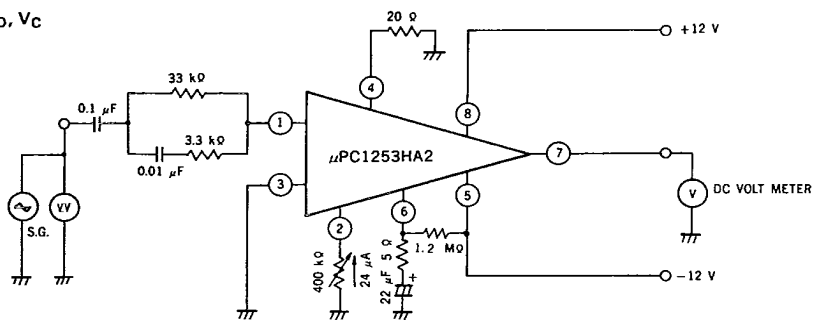 , VC
20 Ω
+12 V
4
33 kΩ
0.1 μF
8
1
3.3 kΩ
μPC1253HA2
7
0.01 μF
3
V
DC VOLT METER
V.V
6
5
S.G.
2
1.2 MΩ
400 kΩ
24 μA
5 Ω
22 μF
+
−12 V